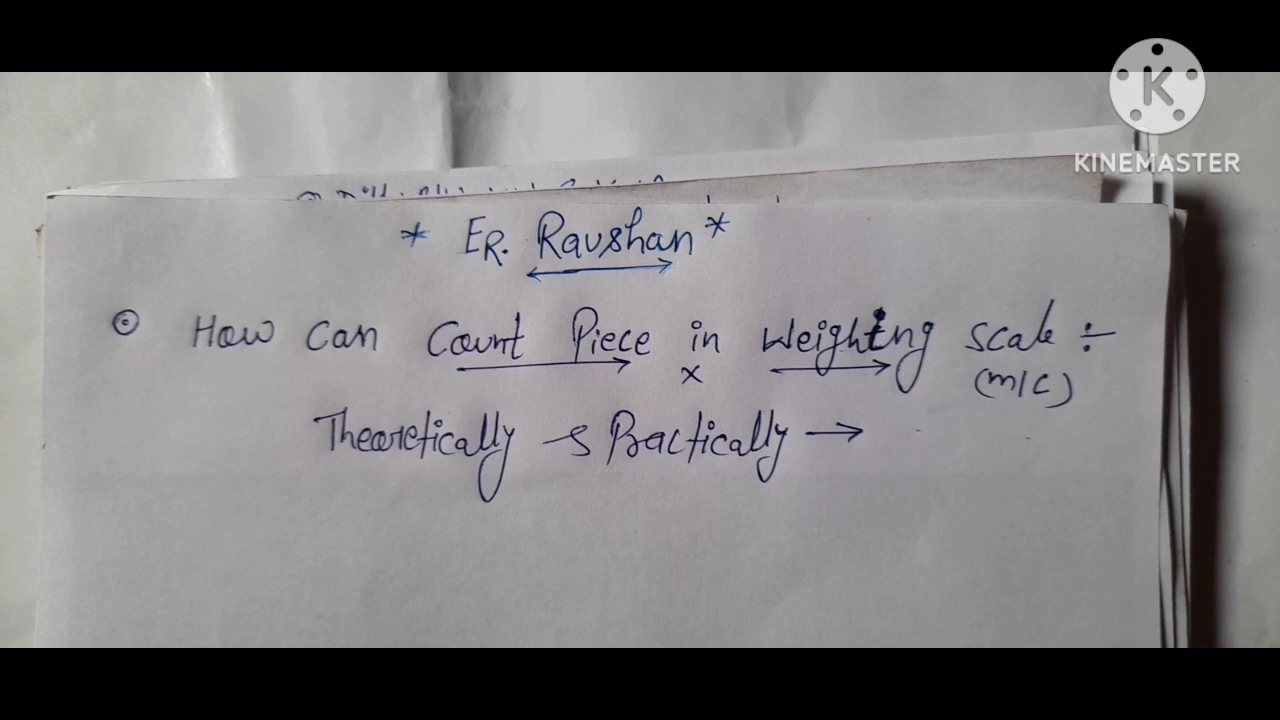 KINEMASTER
* ER. Raushan *
How Can Count Piece in Weighting Scale :-
x
(m/c)
Theoretically & Practically →